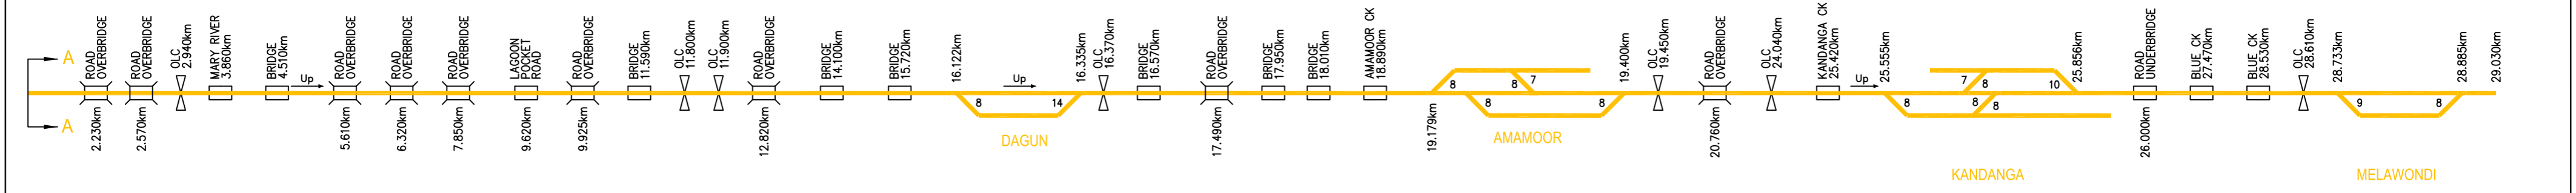 A
A
ROAD
OVERBRIDGE
2.230km
ROAD
OVERBRIDGE
2.570km
OLC
2.940km
MARY RIVER
3.860km
BRIDGE
4.510km
Up
ROAD
OVERBRIDGE
5.610km
ROAD
OVERBRIDGE
6.320km
ROAD
OVERBRIDGE
7.850km
LAGOON
POCKET
ROAD
9.620km
ROAD
OVERBRIDGE
9.925km
BRIDGE
11.590km
OLC
11.800km
OLC
11.900km
ROAD
OVERBRIDGE
12.820km
BRIDGE
14.100km
BRIDGE
15.720km
16.122km
8
Up
14
DAGUN
16.335km
OLC
16.370km
BRIDGE
16.570km
ROAD
OVERBRIDGE
17.490km
BRIDGE
17.950km
BRIDGE
18.010km
AMAMOOR CK
18.890km
19.179km
8
8
8
7
8
AMAMOOR
19.400km
OLC
19.450km
ROAD
OVERBRIDGE
20.760km
OLC
24.040km
KANDANGA CK
25.420km
Up
25.555km
8
7
8
8
8
10
KANDANGA
25.856km
ROAD
UNDERBRIDGE
26.000km
BLUE CK
27.470km
BLUE CK
28.530km
OLC
28.610km
28.733km
9
8
MELAWONDI
28.885km
29.030km